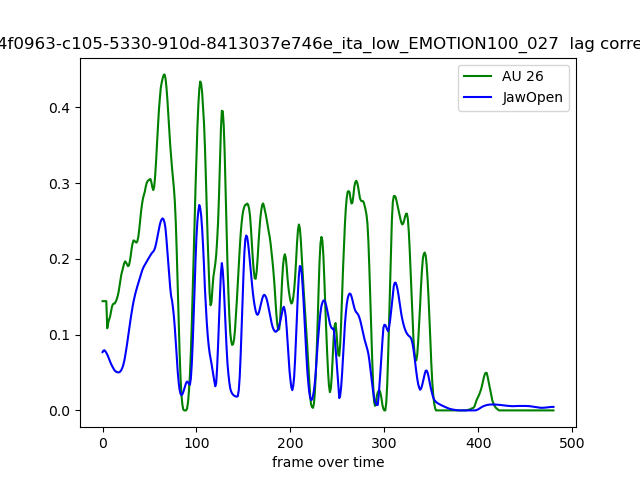 4f0963-c105-5330-910d-8413037e746e_ita_low_EMOTION100_027 lag corre
AU 26
JawOpen
0.4
0.3
0.2
0.1
0.0
0 100 200 300 400 500
frame over time